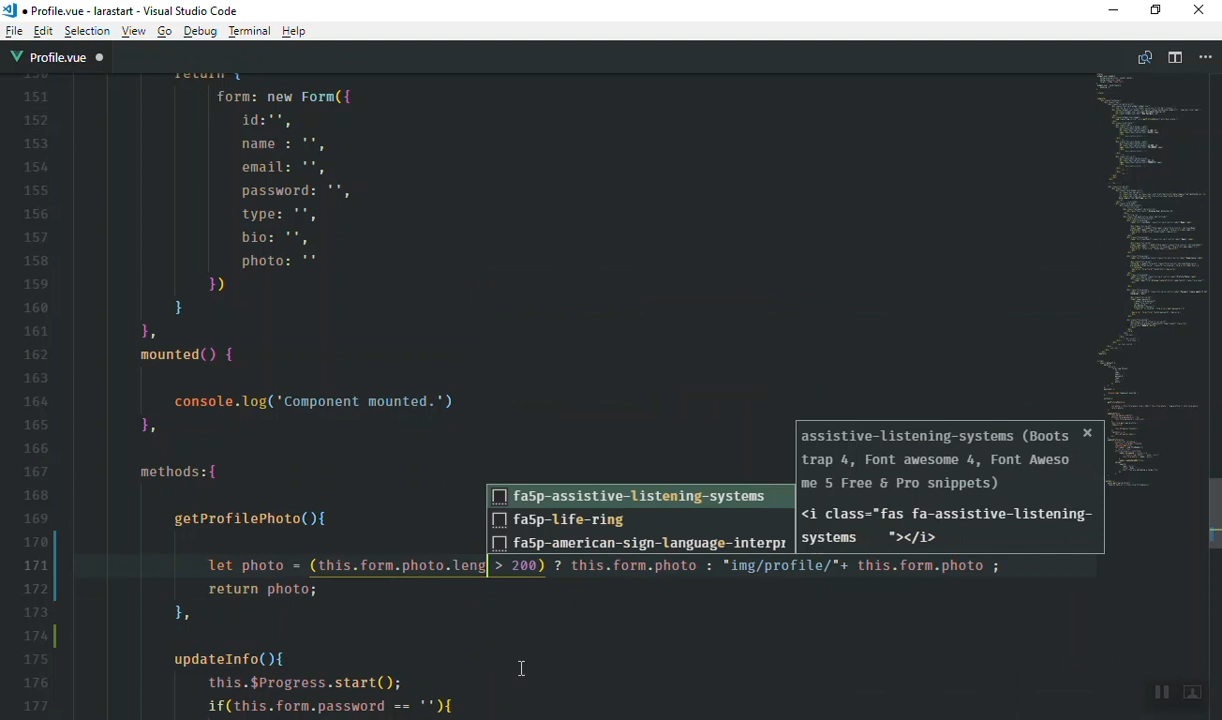 ● Profile.vue - larastart - Visual Studio Code
File Edit Selection View Go Debug Terminal Help
Profile.vue ●
150 return {
151 form: new Form({
152 id:'',
153 name : '',
154 email: '',
155 password: '',
156 type: '',
157 bio: '',
158 photo: ''
159 })
160 }
161 },
162 mounted() {
163
164 console.log('Component mounted.')
165 },
166
167 methods:{
168
169 getProfilePhoto(){
170
171 let photo = (this.form.photo.leng > 200) ? this.form.photo : "img/profile/"+ this.form.photo ;
172 return photo;
173 },
174
175 updateInfo(){
176 this.$Progress.start();
177 if(this.form.password == ''){
fa5p-assistive-listening-systems
fa5p-life-ring
fa5p-american-sign-language-interpr
assistive-listening-systems (Boots
trap 4, Font awesome 4, Font Aweso
me 5 Free & Pro snippets)
<i class="fas fa-assistive-listening-
systems "></i>